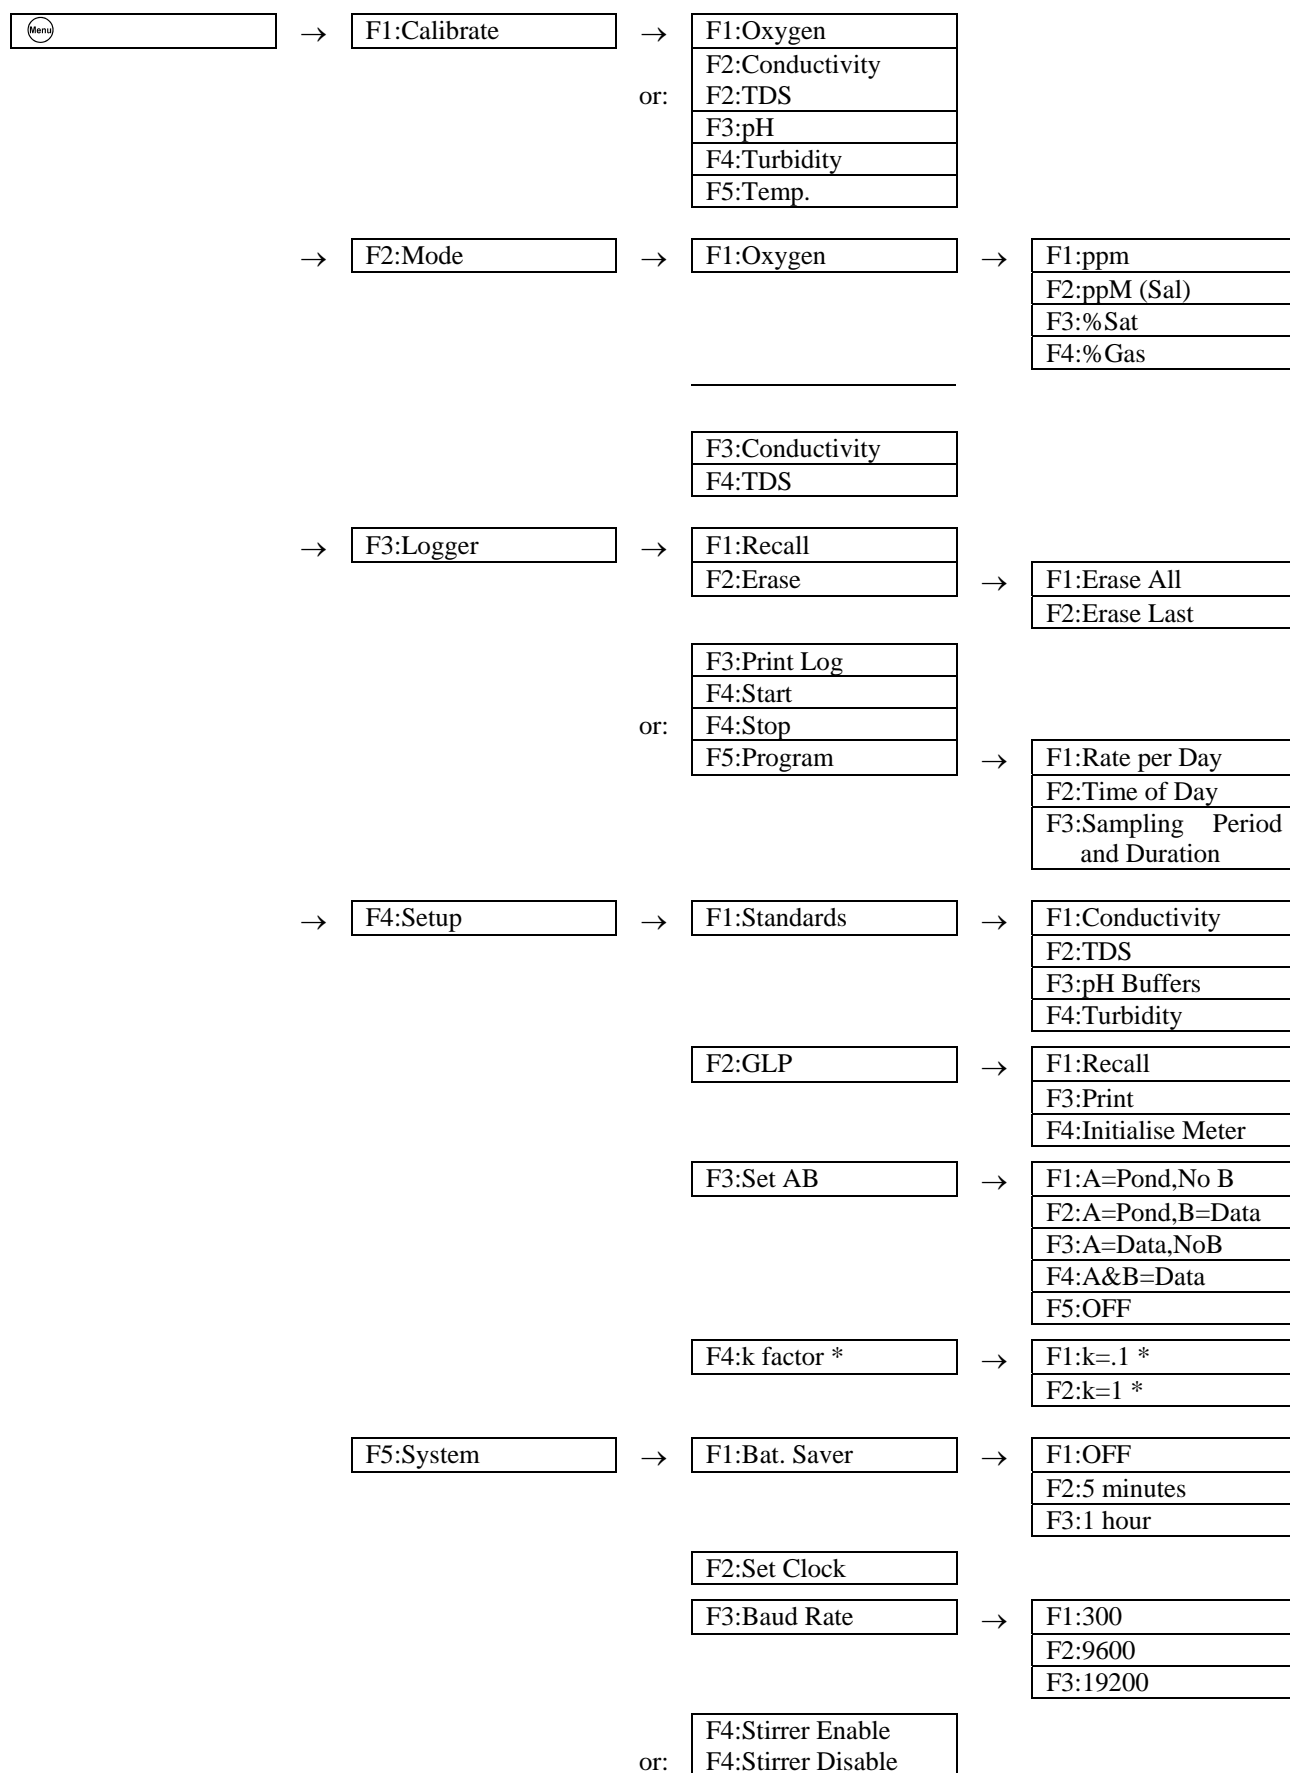 Menu → F1:Calibrate → F1:Oxygen
F2:Conductivity
or: F2:TDS
F3:pH
F4:Turbidity
F5:Temp.
→ F2:Mode → F1:Oxygen → F1:ppm
F2:ppM (Sal)
F3:%Sat
F4:%Gas
F3:Conductivity
F4:TDS
→ F3:Logger → F1:Recall
F2:Erase → F1:Erase All
F2:Erase Last
F3:Print Log
F4:Start
or: F4:Stop
F5:Program → F1:Rate per Day
F2:Time of Day
F3:Sampling Period
and Duration
→ F4:Setup → F1:Standards → F1:Conductivity
F2:TDS
F3:pH Buffers
F4:Turbidity
F2:GLP → F1:Recall
F3:Print
F4:Initialise Meter
F3:Set AB → F1:A=Pond,No B
F2:A=Pond,B=Data
F3:A=Data,NoB
F4:A&B=Data
F5:OFF
F4:k factor * → F1:k=.1 *
F2:k=1 *
F5:System → F1:Bat. Saver → F1:OFF
F2:5 minutes
F3:1 hour
F2:Set Clock
F3:Baud Rate → F1:300
F2:9600
F3:19200
F4:Stirrer Enable
or: F4:Stirrer Disable